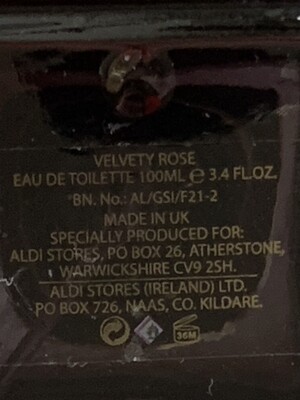 VELVETY ROSE
EAU DE TOILETTE 100ML ℮ 3.4 FL.OZ.
BN. No.: AL/GSI/F21-2
MADE IN UK
SPECIALLY PRODUCED FOR:
ALDI STORES, PO BOX 26, ATHERSTONE,
WARWICKSHIRE CV9 2SH.
ALDI STORES (IRELAND) LTD.
PO BOX 726, NAAS, CO. KILDARE.
36M